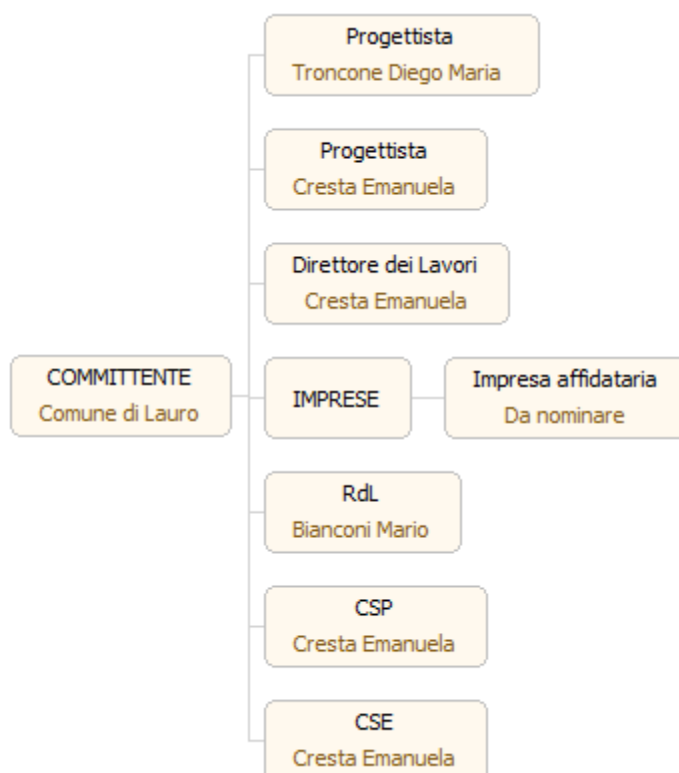 Progettista
Troncone Diego Maria
Progettista
Cresta Emanuela
Direttore dei Lavori
Cresta Emanuela
COMMITTENTE
Comune di Lauro
IMPRESE
Impresa affidataria
Da nominare
RdL
Bianconi Mario
CSP
Cresta Emanuela
CSE
Cresta Emanuela